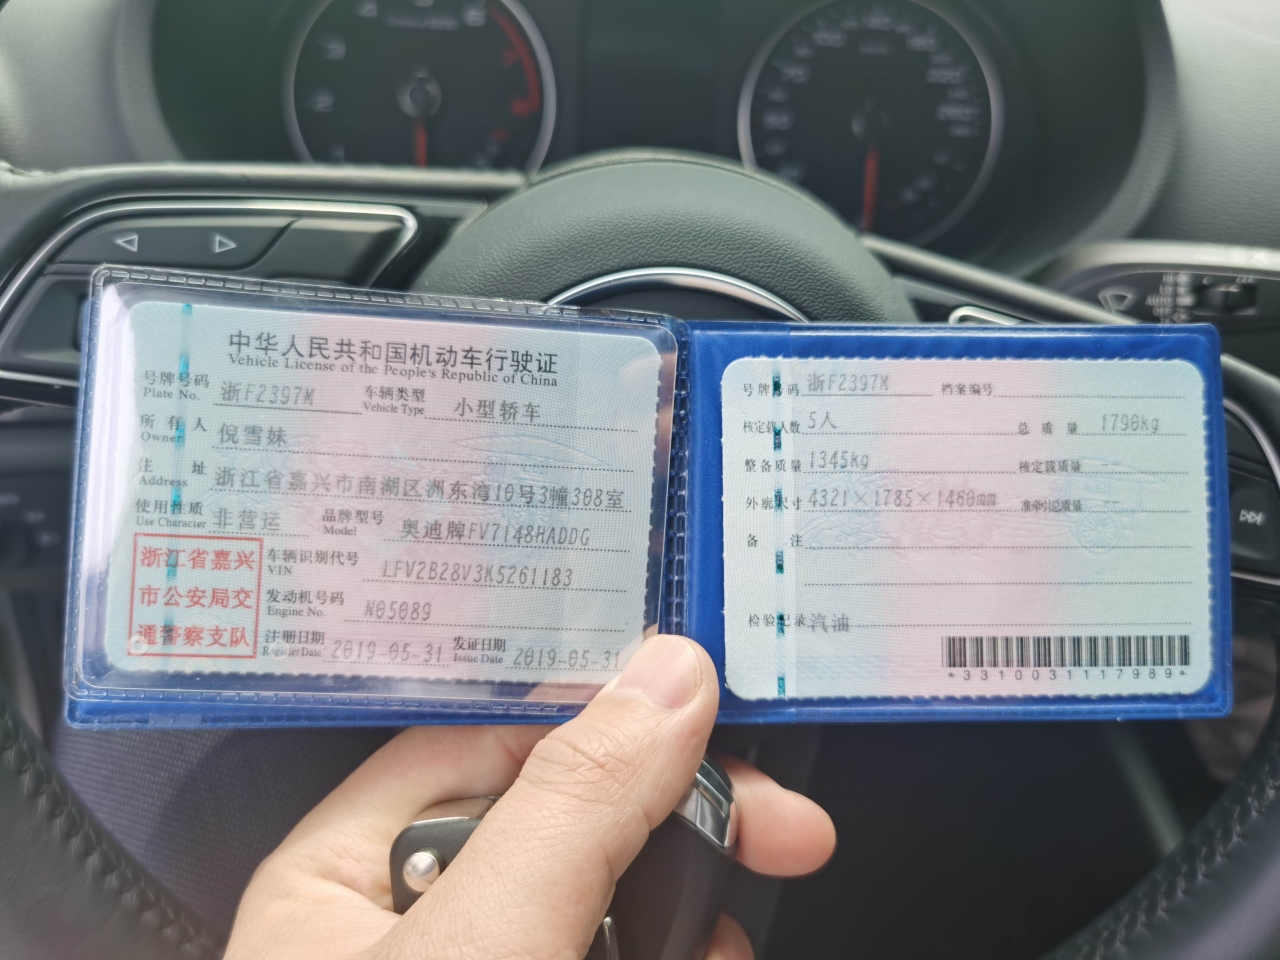 中华人民共和国机动车行驶证
Vehicle License of the People's Republic of China
号牌号码 浙F2397M 车辆类型 小型轿车
Plate No. Vehicle Type
所有人 倪雪妹
Owner
住址 浙江省嘉兴市南湖区洲东湾10号3幢308室
Address
使用性质 非营运 品牌型号 奥迪牌FV7148HADDG
Use Character Model
浙江省嘉兴
市公安局交
通警察支队
车辆识别代号 LFV2B28V3K5261183
VIN
发动机号码 N05089
Engine No.
注册日期 2019-05-31 发证日期 2019-05-31
Register Date Issue Date
号牌号码 浙F2397M 档案编号
核定载人数 5人 总质量 1790kg
整备质量 1345kg 核定载质量 --
外廓尺寸 4321×1785×1460mm 准牵引总质量 --
备注
检验记录 汽油
*3310031117989*